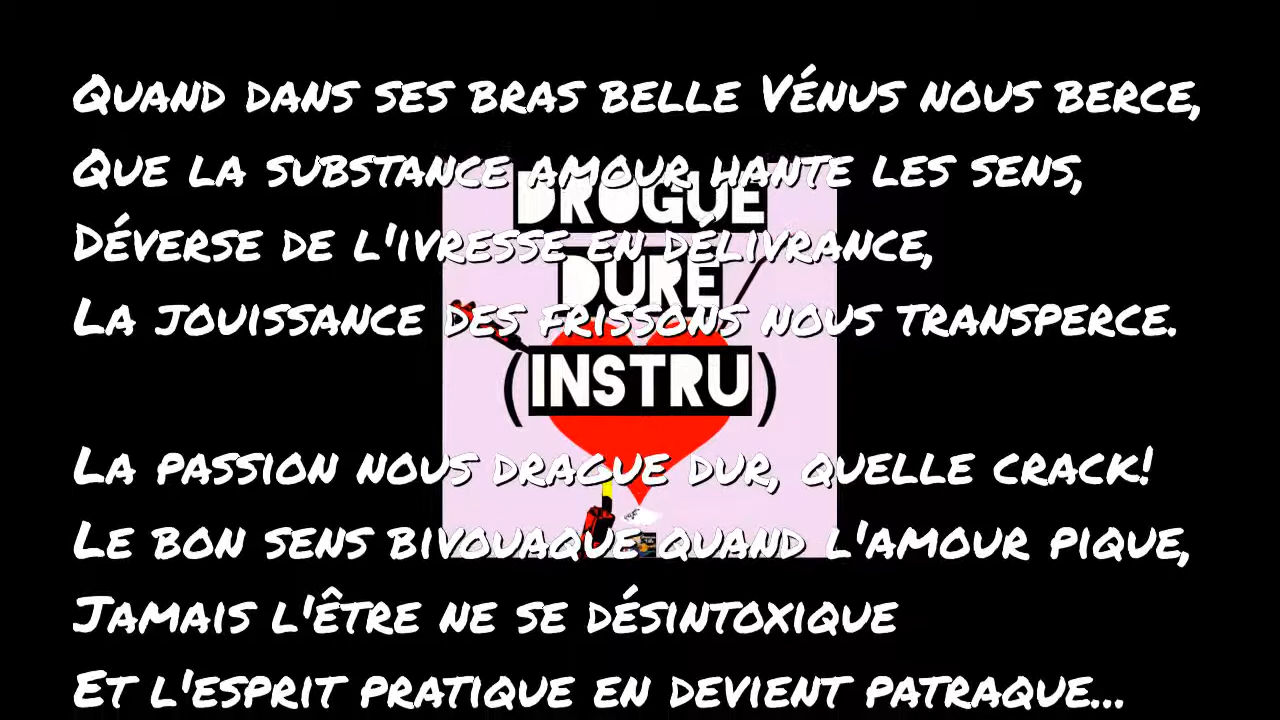 Quand dans ses bras belle Vénus nous berce,
Que la substance amour hante les sens,
Déverse de l'ivresse en délivrance,
La jouissance des frissons nous transperce.
La passion nous drague dur, quelle crack!
Le bon sens bivouaque quand l'amour pique,
Jamais l'être ne se désintoxique
Et l'esprit pratique en devient patraque...
DROGUE
DURE
(INSTRU)